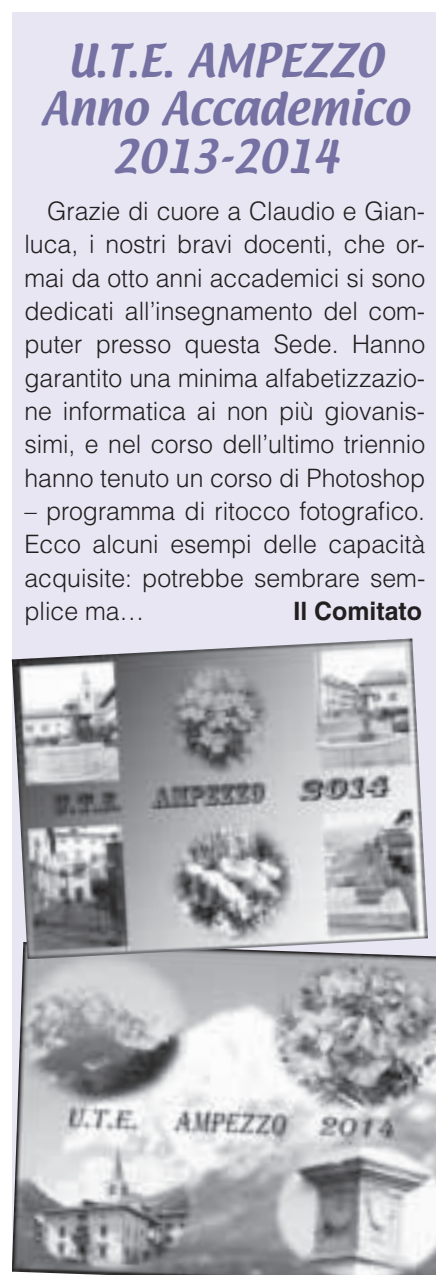 U.T.E. AMPEZZO
Anno Accademico
2013-2014
Grazie di cuore a Claudio e Gian-
luca, i nostri bravi docenti, che or-
mai da otto anni accademici si sono
dedicati all'insegnamento del com-
puter presso questa Sede. Hanno
garantito una minima alfabetizzazio-
ne informatica ai non più giovanis-
simi, e nel corso dell'ultimo triennio
hanno tenuto un corso di Photoshop
– programma di ritocco fotografico.
Ecco alcuni esempi delle capacità
acquisite: potrebbe sembrare sem-
plice ma… Il Comitato
U.T.E. AMPEZZO 2014
U.T.E. AMPEZZO 2014